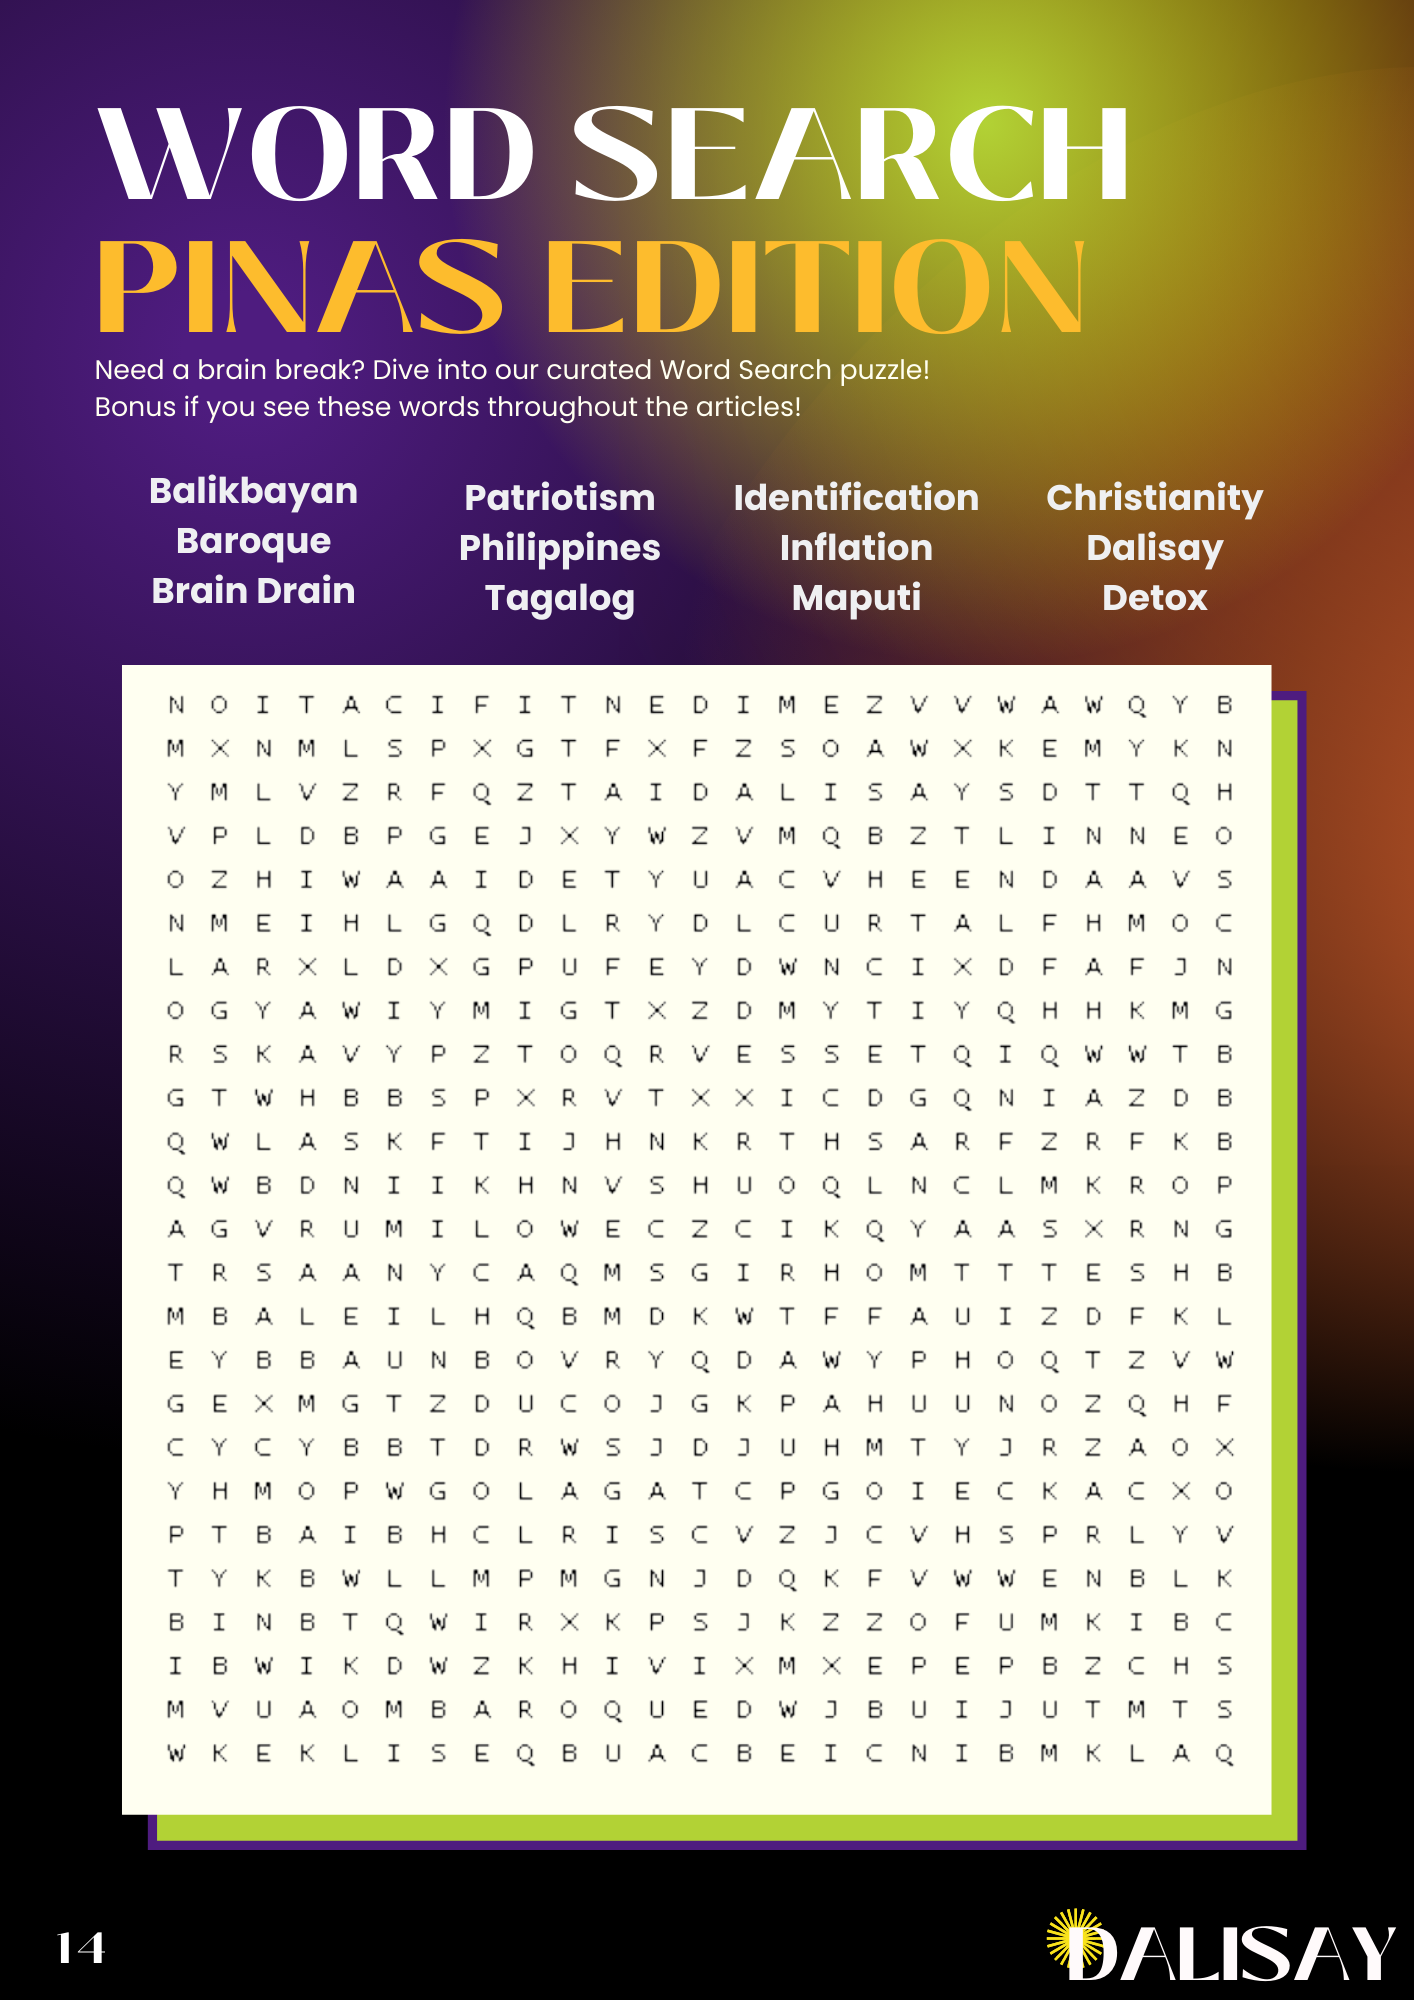 WORD SEARCH
PINAS EDITION
Need a brain break? Dive into our curated Word Search puzzle!
Bonus if you see these words throughout the articles!
Balikbayan
Baroque
Brain Drain
Patriotism
Philippines
Tagalog
Identification
Inflation
Maputi
Christianity
Dalisay
Detox
N O I T A C I F I T N E D I M E Z V V W A W Q Y B
M X N M L S P X G T F X F Z S O A W X K E M Y K N
Y M L V Z R F Q Z T A I D A L I S A Y S D T T Q H
V P L D B P G E J X Y W Z V M Q B Z T L I N N E O
O Z H I W A A I D E T Y U A C V H E E N D A A V S
N M E I H L G Q D L R Y D L C U R T A L F H M O C
L A R X L D X G P U F E Y D W N C I X D F A F J N
O G Y A W I Y M I G T X Z D M Y T I Y Q H H K M G
R S K A V Y P Z T O Q R V E S S E T Q I Q W W T B
G T W H B B S P X R V T X X I C D G Q N I A Z D B
Q W L A S K F T I J H N K R T H S A R F Z R F K B
Q W B D N I I K H N V S H U O Q L N C L M K R O P
A G V R U M I L O W E C Z C I K Q Y A A S X R N G
T R S A A N Y C A Q M S G I R H O M T T T E S H B
M B A L E I L H Q B M D K W T F F A U I Z D F K L
E Y B B A U N B O V R Y Q D A W Y P H O Q T Z V W
G E X M G T Z D U C O J G K P A H U U N O Z Q H F
C Y C Y B B T D R W S J D J U H M T Y J R Z A O X
Y H M O P W G O L A G A T C P G O I E C K A C X O
P T B A I B H C L R I S C V Z J C V H S P R L Y V
T Y K B W L L M P M G N J D Q K F V W W E N B L K
B I N B T Q W I R X K P S J K Z Z O F U M K I B C
I B W I K D W Z K H I V I X M X E P E P B Z C H S
M V U A O M B A R O Q U E D W J B U I J U T M T S
W K E K L I S E Q B U A C B E I C N I B M K L A Q
14
DALISAY